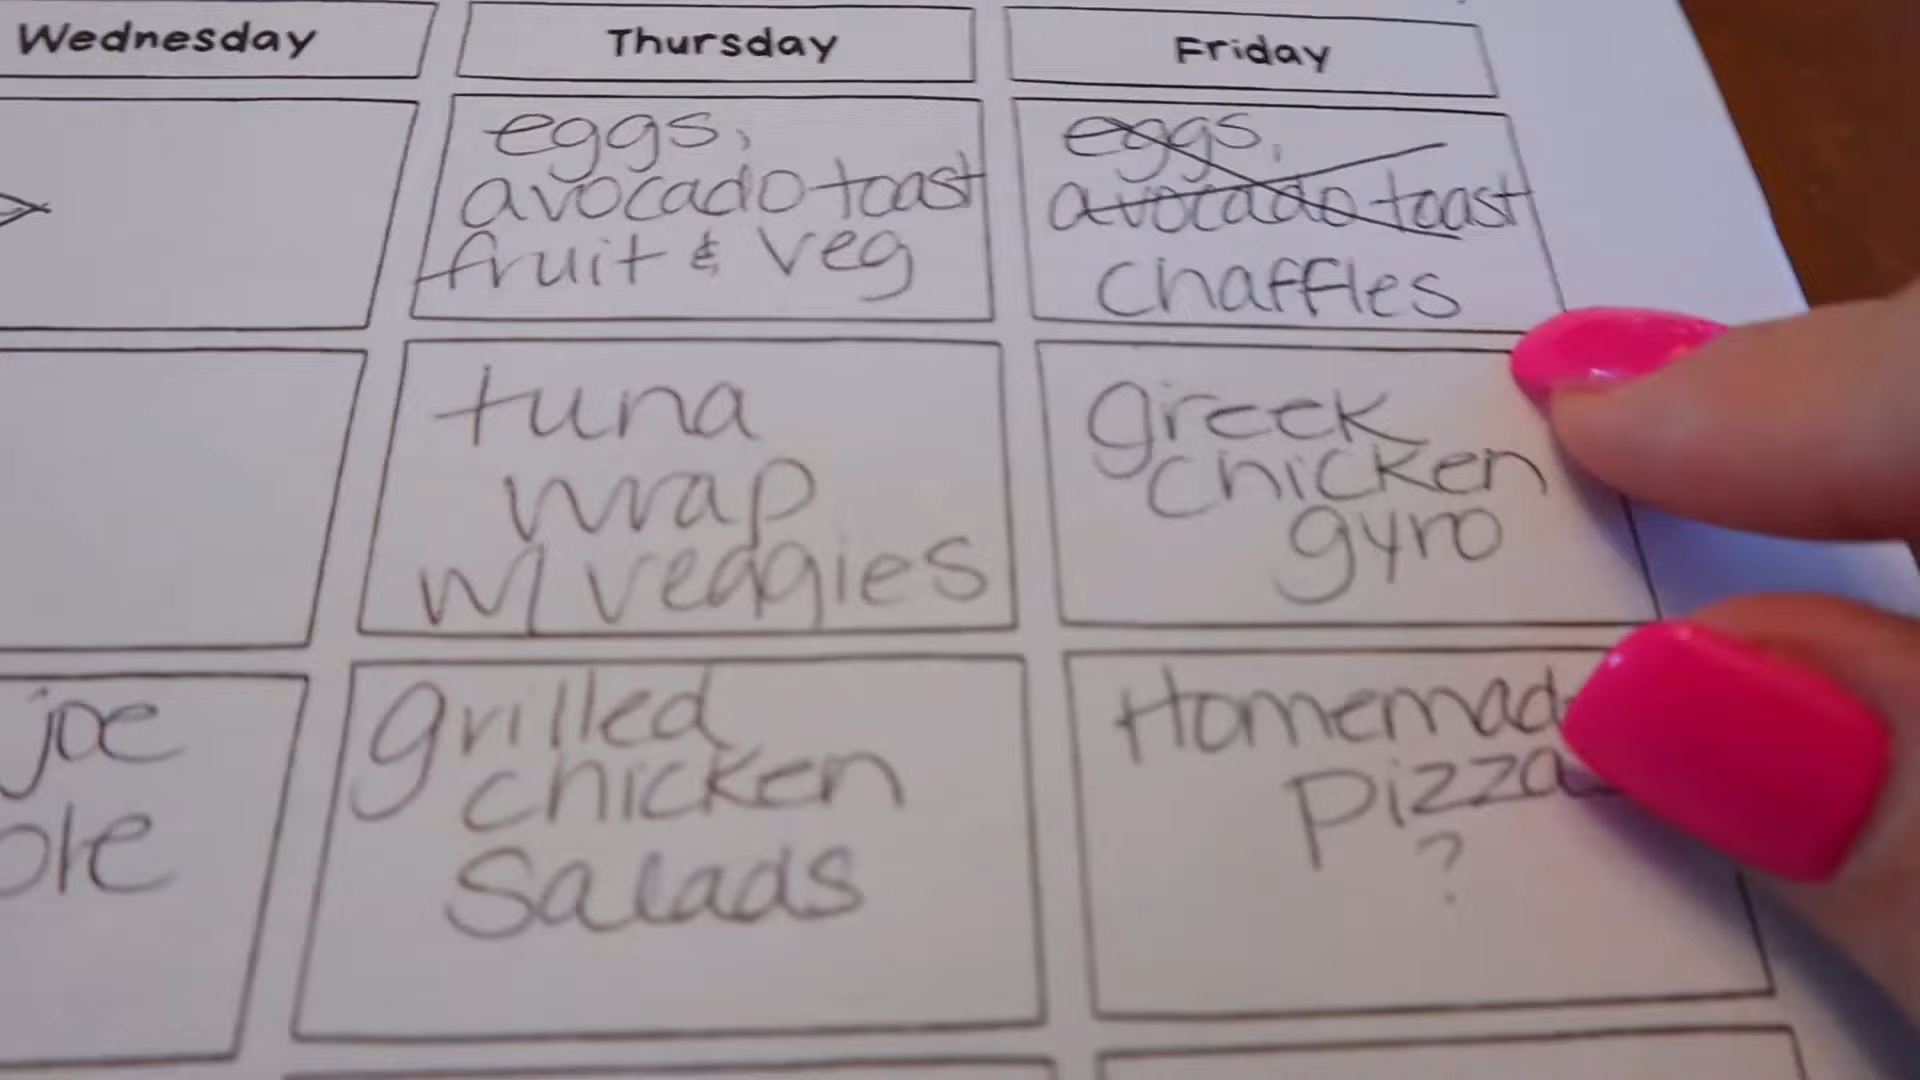 Wednesday
Thursday
Friday
eggs,
avocado toast
fruit & veg
eggs,
avocado toast
chaffles
tuna
wrap
w/ veggies
greek
chicken
gyro
joe
ole
grilled
chicken
salads
Homemad
pizza
?